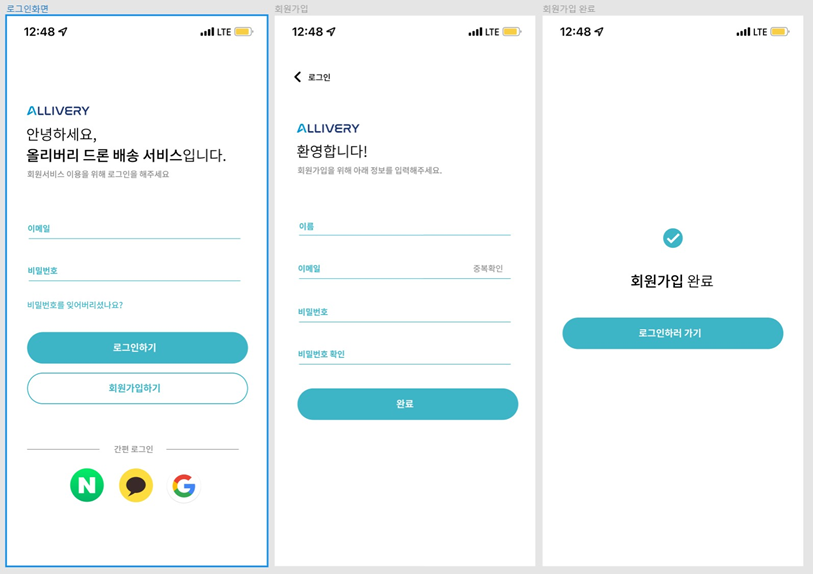 로그인화면
12:48
LTE
ALLIVERY
안녕하세요,
올리버리 드론 배송 서비스입니다.
회원서비스 이용을 위해 로그인을 해주세요
이메일
비밀번호
비밀번호를 잊어버리셨나요?
로그인하기
회원가입하기
간편 로그인
N
G
회원가입
12:48
LTE
로그인
ALLIVERY
환영합니다!
회원가입을 위해 아래 정보를 입력해주세요.
이름
이메일 중복확인
비밀번호
비밀번호 확인
완료
회원가입 완료
12:48
LTE
회원가입 완료
로그인하러 가기